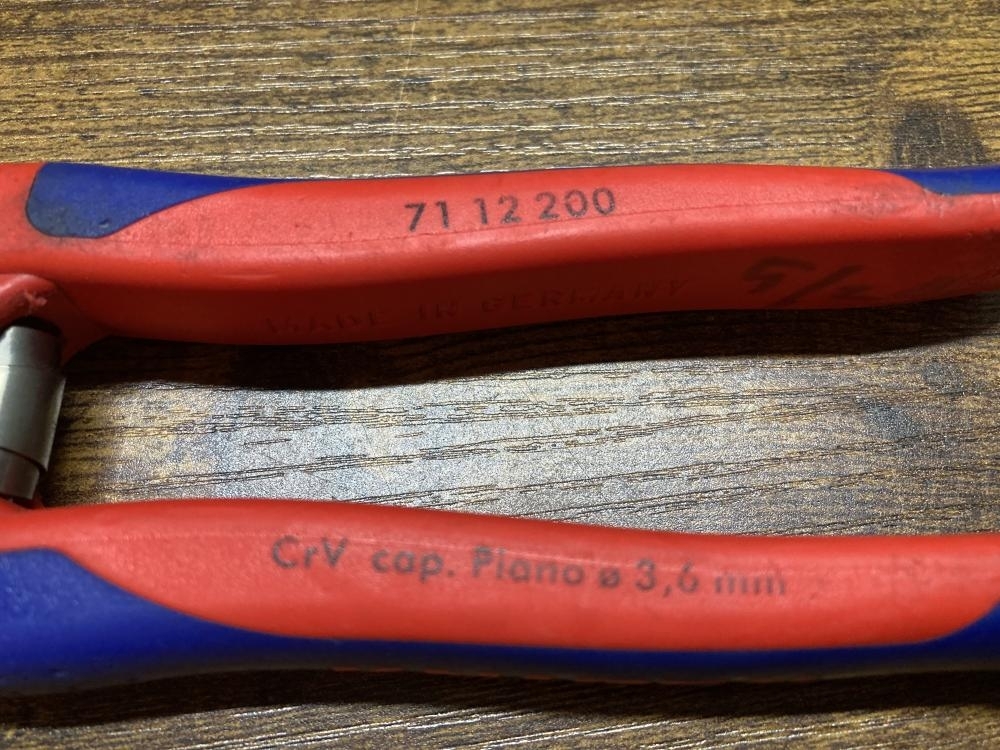 71 12 200
MADE IN GERMANY
CrV cap. Piano ø 3,6 mm